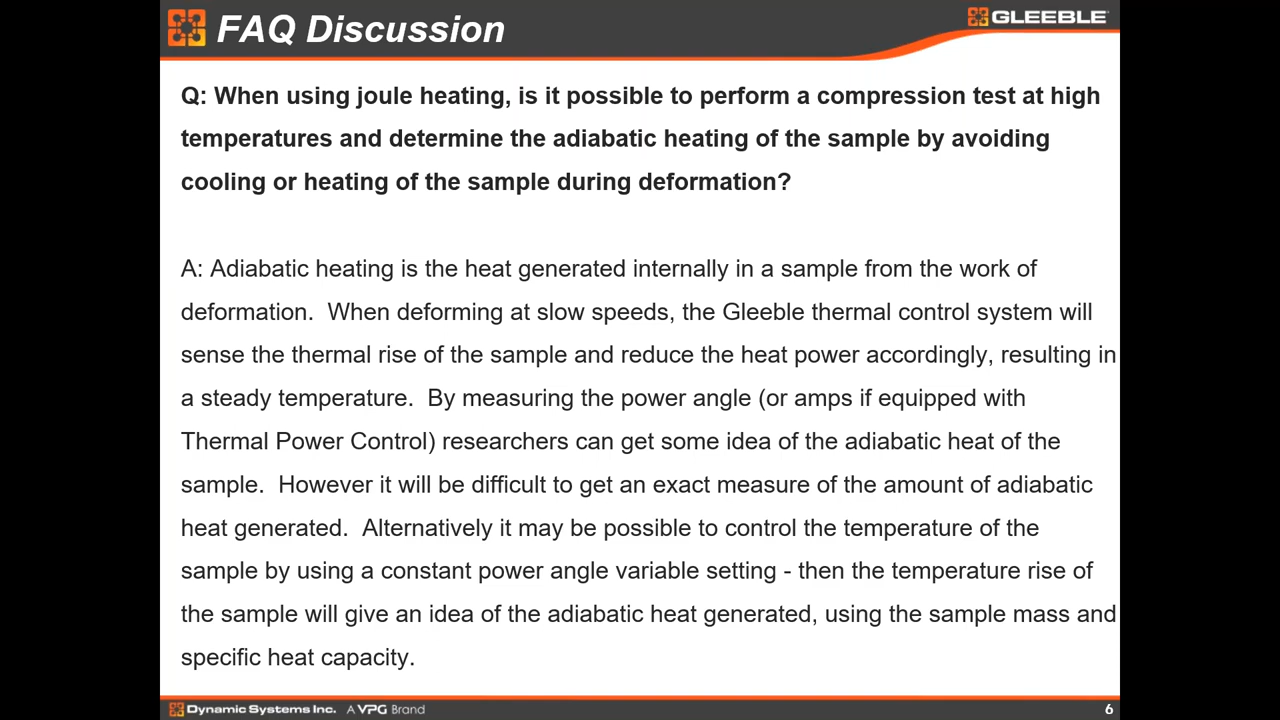 FAQ Discussion
GLEEBLE
Q: When using joule heating, is it possible to perform a compression test at high
temperatures and determine the adiabatic heating of the sample by avoiding
cooling or heating of the sample during deformation?
A: Adiabatic heating is the heat generated internally in a sample from the work of
deformation.  When deforming at slow speeds, the Gleeble thermal control system will
sense the thermal rise of the sample and reduce the heat power accordingly, resulting in
a steady temperature.  By measuring the power angle (or amps if equipped with
Thermal Power Control) researchers can get some idea of the adiabatic heat of the
sample.  However it will be difficult to get an exact measure of the amount of adiabatic
heat generated.  Alternatively it may be possible to control the temperature of the
sample by using a constant power angle variable setting - then the temperature rise of
the sample will give an idea of the adiabatic heat generated, using the sample mass and
specific heat capacity.
Dynamic Systems Inc. A VPG Brand
6